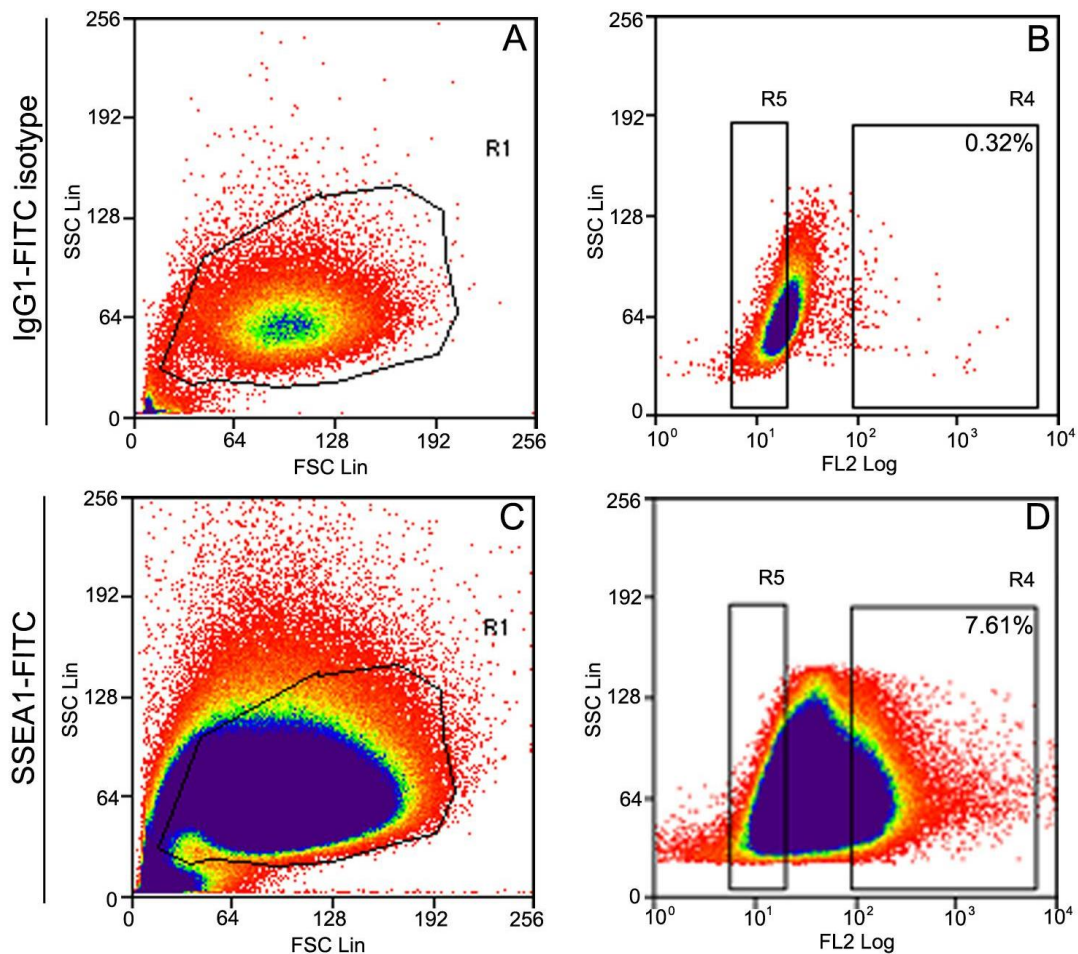 IgG1-FITC isotype
A
256
192
128
64
0
SSC Lin
R1
0 64 128 192 256
FSC Lin
B
256
192
128
64
0
SSC Lin
R5 R4
0.32%
10⁰ 10¹ 10² 10³ 10⁴
FL2 Log
SSEA1-FITC
C
256
192
128
64
0
SSC Lin
R1
0 64 128 192 256
FSC Lin
D
256
192
128
64
0
SSC Lin
R5 R4
7.61%
10⁰ 10¹ 10² 10³ 10⁴
FL2 Log